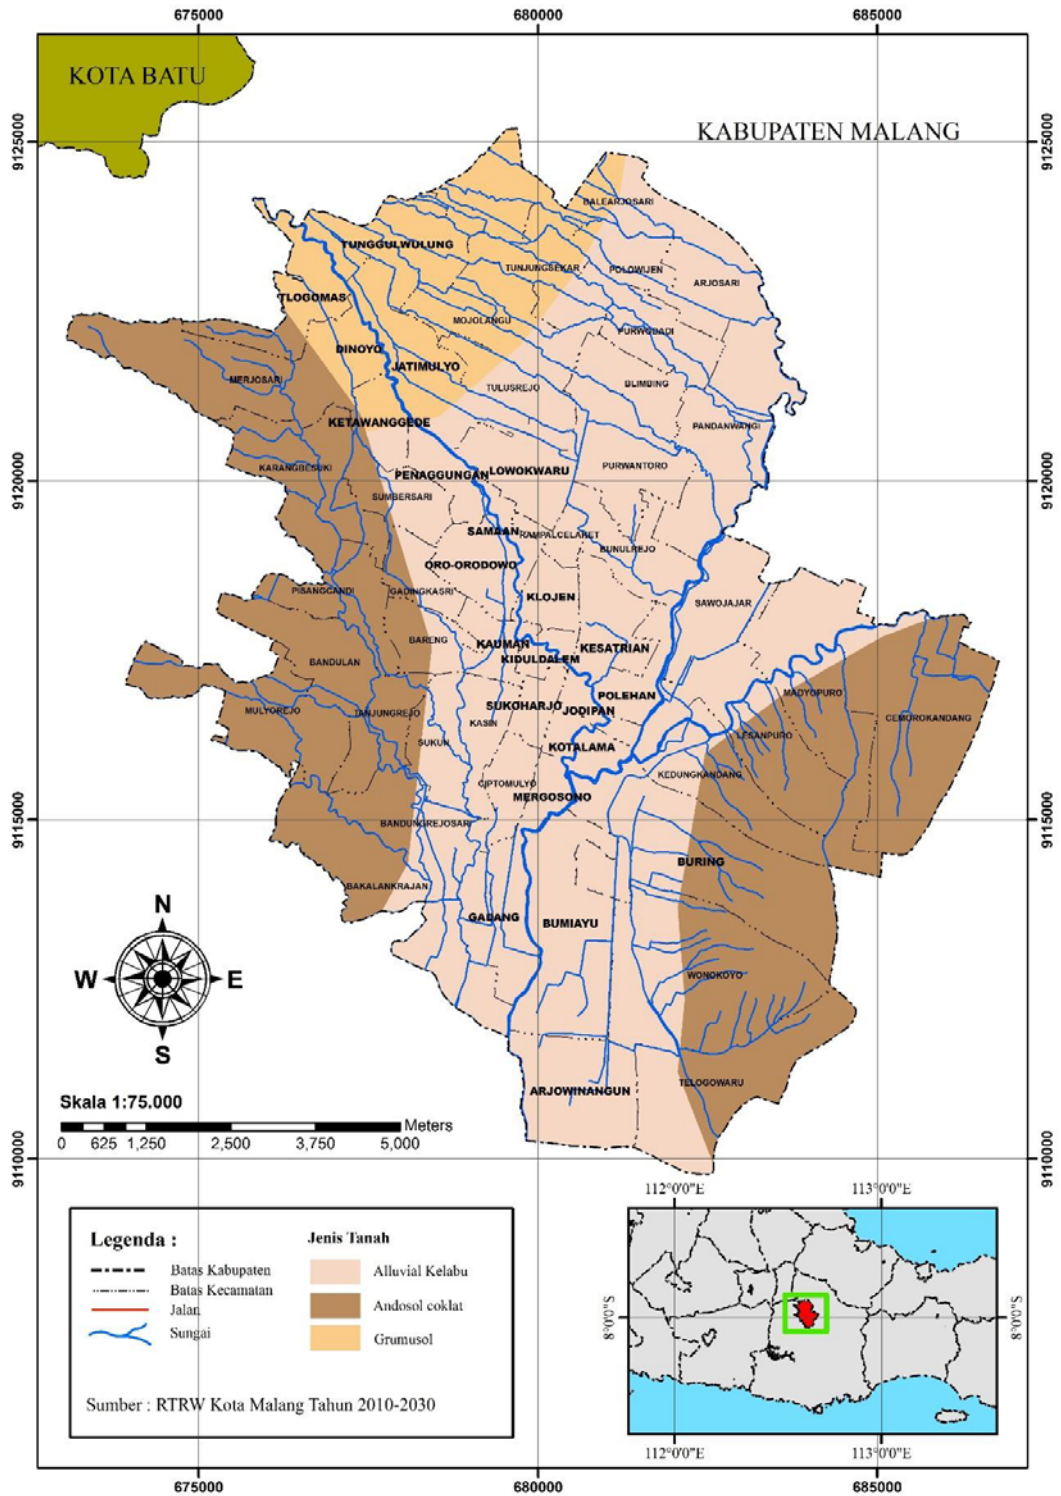 675000
680000
685000
KOTA BATU
9125000
KABUPATEN MALANG
9125000
BALEARJOSARI
TUNGGULWULUNG
TUNJUNGSEKAR
POLOWIJEN
ARJOSARI
TLOGOMAS
MOJOLANGU
PURWODADI
DINOYO
JATIMULYO
MERJOSARI
TULUSREJO
BLIMBING
KETAWANGGEDE
PANDANWANGI
KARANGBESUKI
PENAGGUNGAN
LOWOKWARU
PURWANTORO
9120000
9120000
SUMBERSARI
SAMAAN
RAMPALCELAKET
BUNULREJO
ORO-ORODOWO
PISANGCANDI
GADINGKASRI
KLOJEN
SAWOJAJAR
BARENG
KAUMAN
KESATRIAN
BANDULAN
KIDULDALEM
POLEHAN
MADYOPURO
MULYOREJO
TANJUNGREJO
SUKOHARJO
JODIPAN
CEMOROKANDANG
KASIN
LESANPURO
SUKUN
KOTALAMA
KEDUNGKANDANG
CIPTOMULYO
MERGOSONO
9115000
9115000
BANDUNGREJOSARI
BURING
BAKALANKRAJAN
GADANG
BUMIAYU
N
W
E
S
WONOKOYO
TELOGOWARU
ARJOWINANGUN
Skala 1:75.000
Meters
0 625 1,250 2,500 3,750 5,000
9110000
9110000
112°0'0"E
113°0'0"E
Legenda :
Batas Kabupaten
Batas Kecamatan
Jalan
Sungai
Jenis Tanah
Alluvial Kelabu
Andosol coklat
Grumusol
Sumber : RTRW Kota Malang Tahun 2010-2030
8°0'0"S
8°0'0"S
112°0'0"E
113°0'0"E
675000
680000
685000